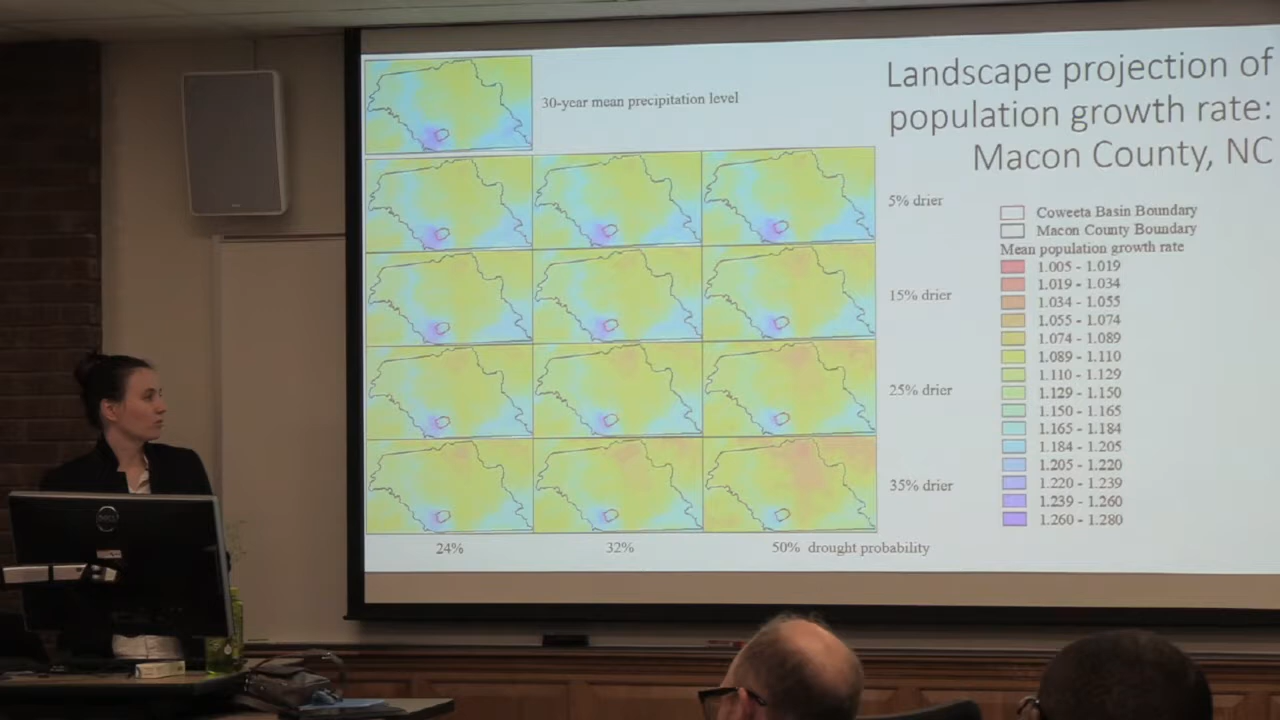 Landscape projection of
population growth rate:
Macon County, NC
30-year mean precipitation level
5% drier
15% drier
25% drier
35% drier
24%
32%
50% drought probability
Coweeta Basin Boundary
Macon County Boundary
Mean population growth rate
1.005 - 1.019
1.019 - 1.034
1.034 - 1.055
1.055 - 1.074
1.074 - 1.089
1.089 - 1.110
1.110 - 1.129
1.129 - 1.150
1.150 - 1.165
1.165 - 1.184
1.184 - 1.205
1.205 - 1.220
1.220 - 1.239
1.239 - 1.260
1.260 - 1.280
DELL